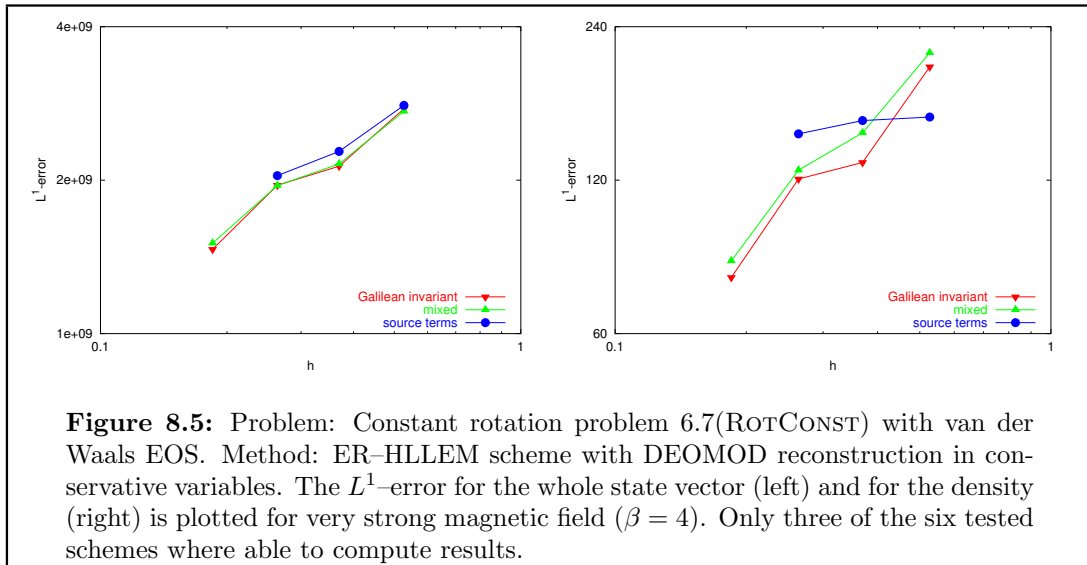 4e+09
2e+09
1e+09
L1-error
0.1
1
h
Galilean invariant
mixed
source terms
240
120
60
L1-error
0.1
1
h
Galilean invariant
mixed
source terms
Figure 8.5: Problem: Constant rotation problem 6.7(ROTCONST) with van der
Waals EOS. Method: ER–HLLEM scheme with DEOMOD reconstruction in con-
servative variables. The L1–error for the whole state vector (left) and for the density
(right) is plotted for very strong magnetic field (β = 4). Only three of the six tested
schemes where able to compute results.